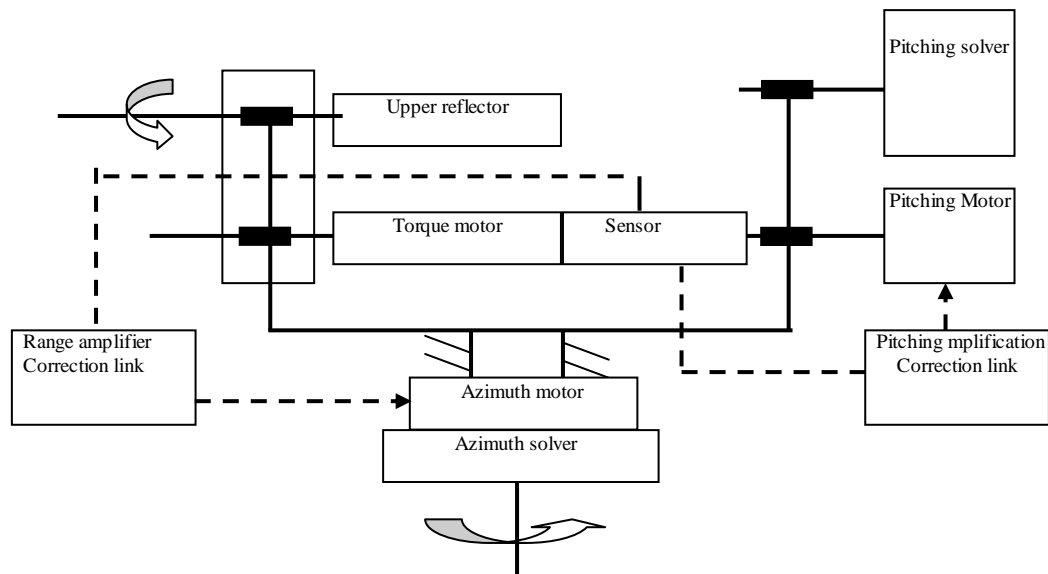 Pitching solver
Upper reflector
Torque motor
Sensor
Pitching Motor
Range amplifier
Correction link
Pitching mplification
Correction link
Azimuth motor
Azimuth solver